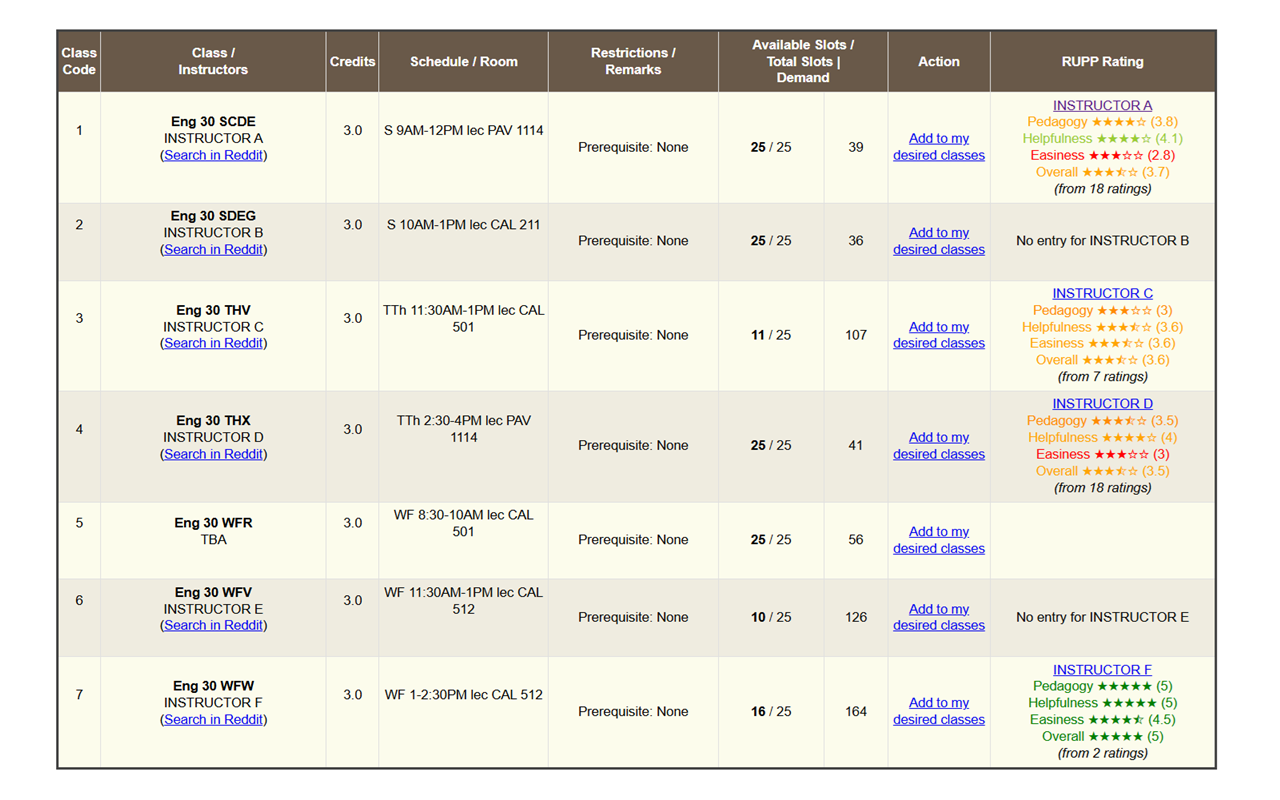 Class Code
Class / Instructors
Credits
Schedule / Room
Restrictions / Remarks
Available Slots / Total Slots | Demand
Action
RUPP Rating
1
Eng 30 SCDE
INSTRUCTOR A
(Search in Reddit)
3.0
S 9AM-12PM lec PAV 1114
Prerequisite: None
25 / 25
39
Add to my
desired classes
INSTRUCTOR A
Pedagogy ★★★★☆ (3.8)
Helpfulness ★★★★☆ (4.1)
Easiness ★★★☆☆ (2.8)
Overall ★★★⯪☆ (3.7)
(from 18 ratings)
2
Eng 30 SDEG
INSTRUCTOR B
(Search in Reddit)
3.0
S 10AM-1PM lec CAL 211
Prerequisite: None
25 / 25
36
Add to my
desired classes
No entry for INSTRUCTOR B
3
Eng 30 THV
INSTRUCTOR C
(Search in Reddit)
3.0
TTh 11:30AM-1PM lec CAL
501
Prerequisite: None
11 / 25
107
Add to my
desired classes
INSTRUCTOR C
Pedagogy ★★★☆☆ (3)
Helpfulness ★★★⯪☆ (3.6)
Easiness ★★★⯪☆ (3.6)
Overall ★★★⯪☆ (3.6)
(from 7 ratings)
4
Eng 30 THX
INSTRUCTOR D
(Search in Reddit)
3.0
TTh 2:30-4PM lec PAV
1114
Prerequisite: None
25 / 25
41
Add to my
desired classes
INSTRUCTOR D
Pedagogy ★★★⯪☆ (3.5)
Helpfulness ★★★★☆ (4)
Easiness ★★★☆☆ (3)
Overall ★★★⯪☆ (3.5)
(from 18 ratings)
5
Eng 30 WFR
TBA
3.0
WF 8:30-10AM lec CAL
501
Prerequisite: None
25 / 25
56
Add to my
desired classes
6
Eng 30 WFV
INSTRUCTOR E
(Search in Reddit)
3.0
WF 11:30AM-1PM lec CAL
512
Prerequisite: None
10 / 25
126
Add to my
desired classes
No entry for INSTRUCTOR E
7
Eng 30 WFW
INSTRUCTOR F
(Search in Reddit)
3.0
WF 1-2:30PM lec CAL 512
Prerequisite: None
16 / 25
164
Add to my
desired classes
INSTRUCTOR F
Pedagogy ★★★★★ (5)
Helpfulness ★★★★★ (5)
Easiness ★★★★⯪ (4.5)
Overall ★★★★★ (5)
(from 2 ratings)